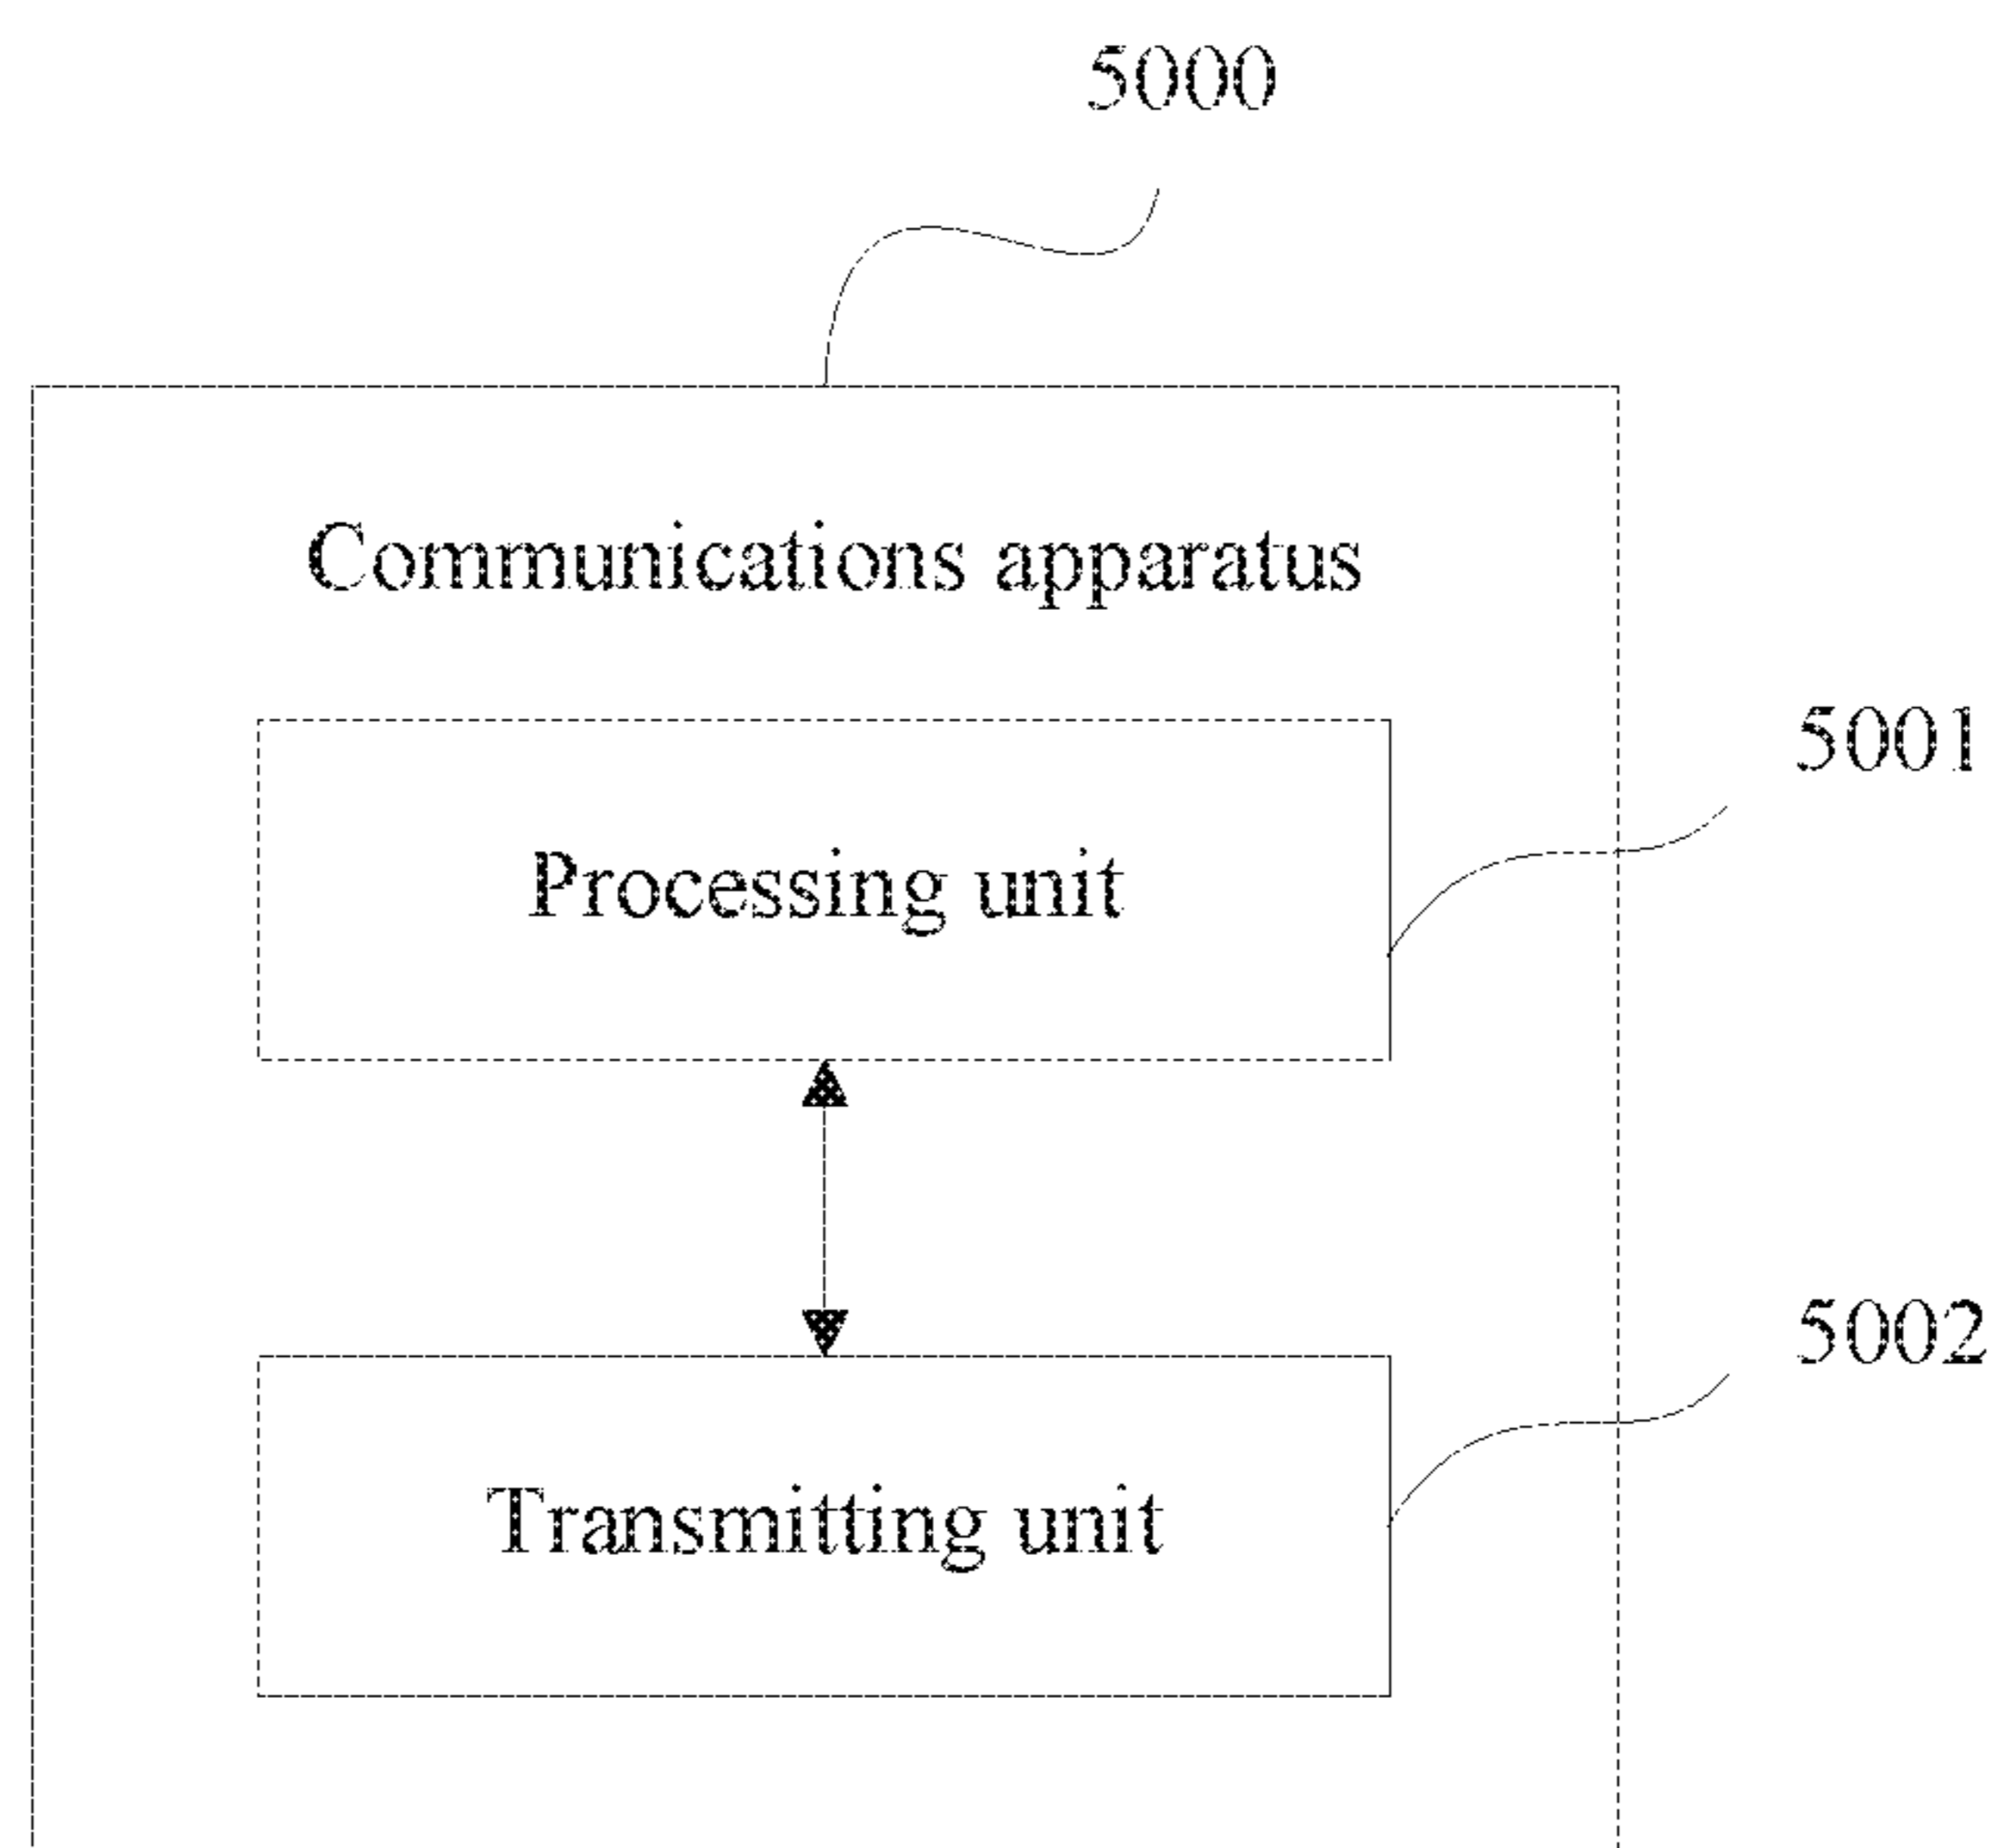 5000
Communications apparatus
5001
Processing unit
5002
Transmitting unit